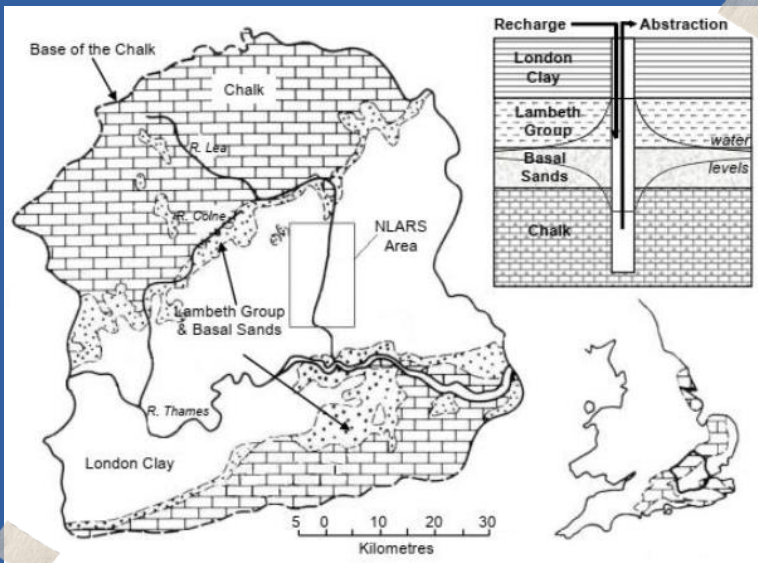 Base of the Chalk
Chalk
R. Lea
R. Colne
NLARS
Area
Lambeth Group
& Basal Sands
R. Thames
London Clay
5 0 10 20 30
Kilometres
Recharge
Abstraction
London
Clay
Lambeth
Group
water
Basal
Sands
levels
Chalk